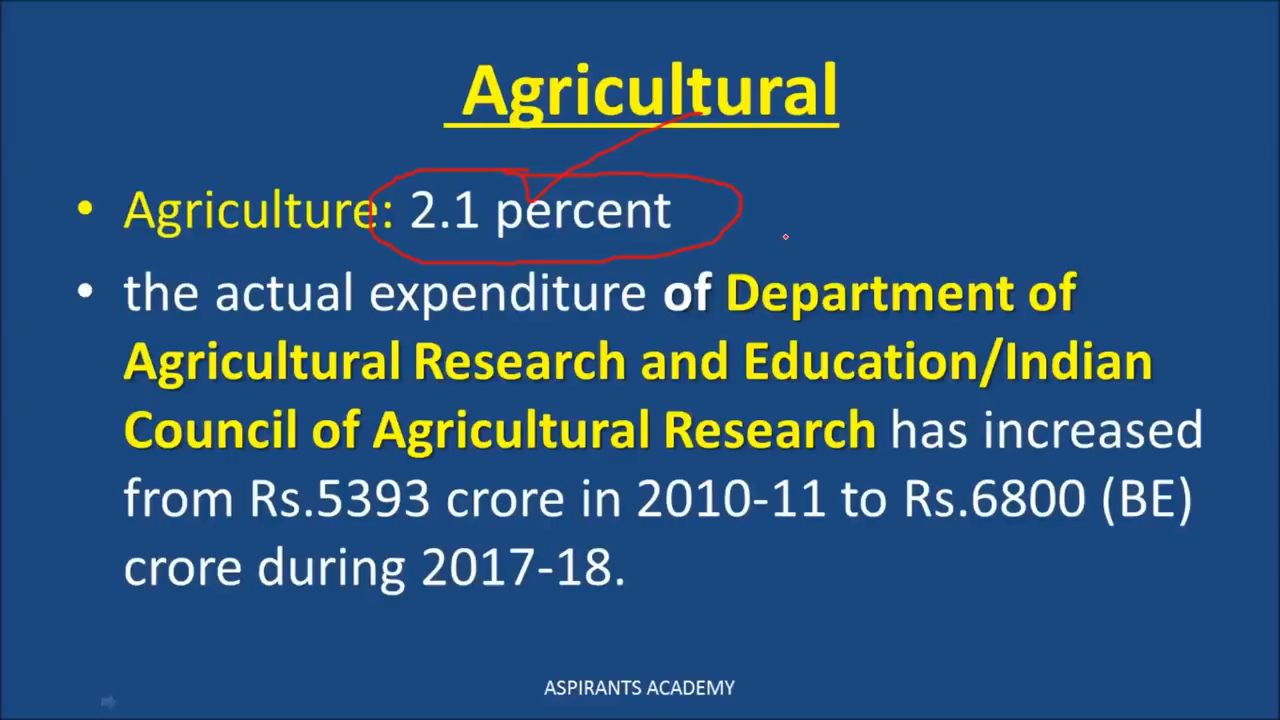 Agricultural
• Agriculture: 2.1 percent
• the actual expenditure of Department of
Agricultural Research and Education/Indian
Council of Agricultural Research has increased
from Rs.5393 crore in 2010-11 to Rs.6800 (BE)
crore during 2017-18.
ASPIRANTS ACADEMY